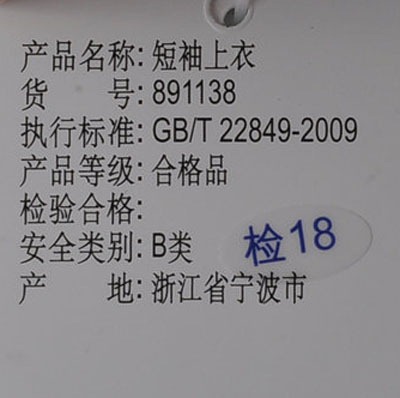 产品名称: 短袖上衣
货 号: 891138
执行标准: GB/T 22849-2009
产品等级: 合格品
检验合格:
安全类别: B类
检18
产 地: 浙江省宁波市